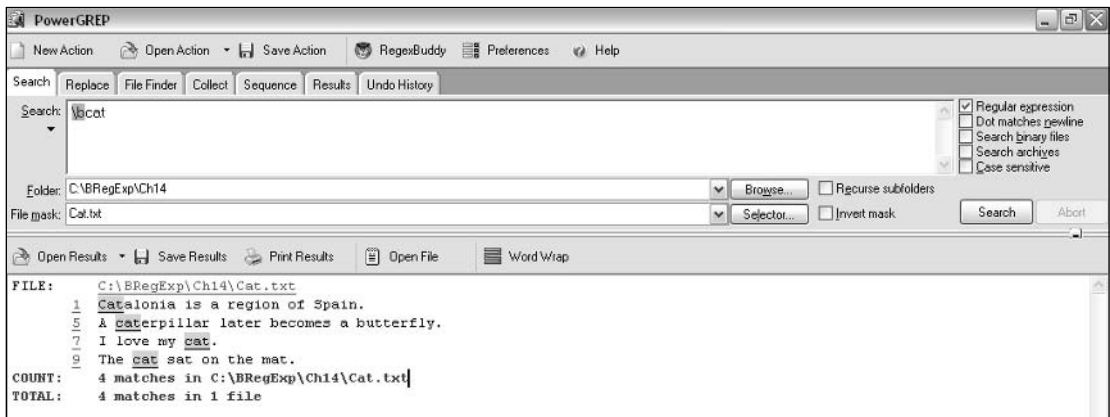 PowerGREP
New Action Open Action Save Action RegexBuddy Preferences Help
Search Replace File Finder Collect Sequence Results Undo History
Search: \bcat
Regular expression
Dot matches newline
Search binary files
Search archives
Case sensitive
Folder: C:\BRegExp\Ch14 Browse... Recurse subfolders
File mask: Cat.txt Selector... Invert mask Search Abort
Open Results Save Results Print Results Open File Word Wrap
FILE: C:\BRegExp\Ch14\Cat.txt
1 Catalonia is a region of Spain.
5 A caterpillar later becomes a butterfly.
7 I love my cat.
9 The cat sat on the mat.
COUNT: 4 matches in C:\BRegExp\Ch14\Cat.txt
TOTAL: 4 matches in 1 file